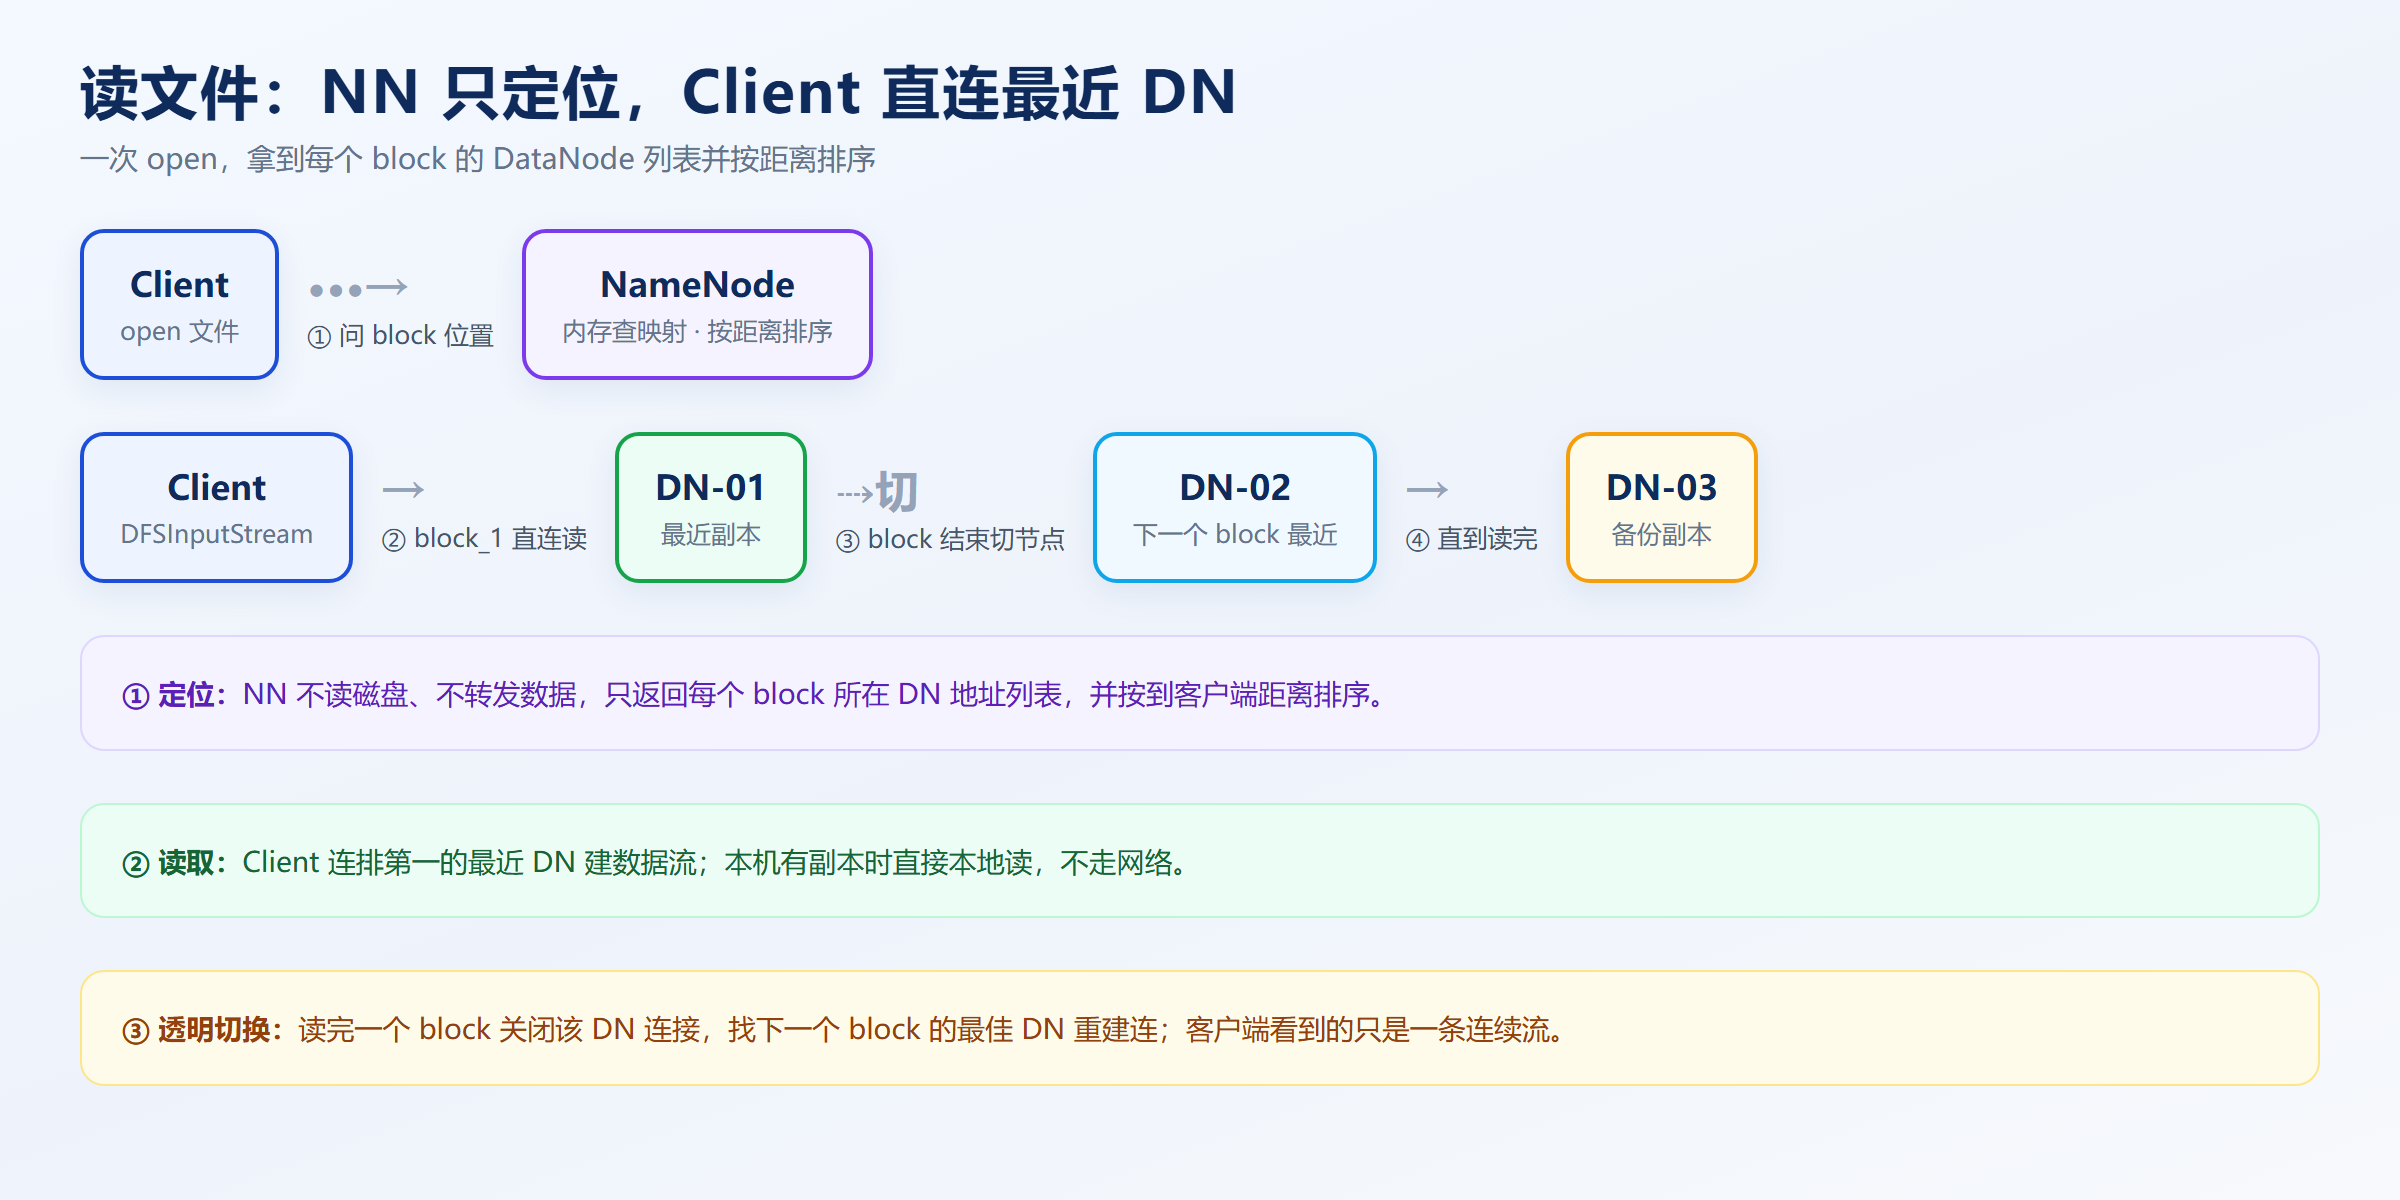 读文件：NN 只定位，Client 直连最近 DN
一次 open，拿到每个 block 的 DataNode 列表并按距离排序
Client
open 文件
•••→
① 问 block 位置
NameNode
内存查映射 · 按距离排序
Client
DFSInputStream
→
② block_1 直连读
DN-01
最近副本
⤏切
③ block 结束切节点
DN-02
下一个 block 最近
→
④ 直到读完
DN-03
备份副本
① 定位：NN 不读磁盘、不转发数据，只返回每个 block 所在 DN 地址列表，并按到客户端距离排序。
② 读取：Client 连排第一的最近 DN 建数据流；本机有副本时直接本地读，不走网络。
③ 透明切换：读完一个 block 关闭该 DN 连接，找下一个 block 的最佳 DN 重建连；客户端看到的只是一条连续流。